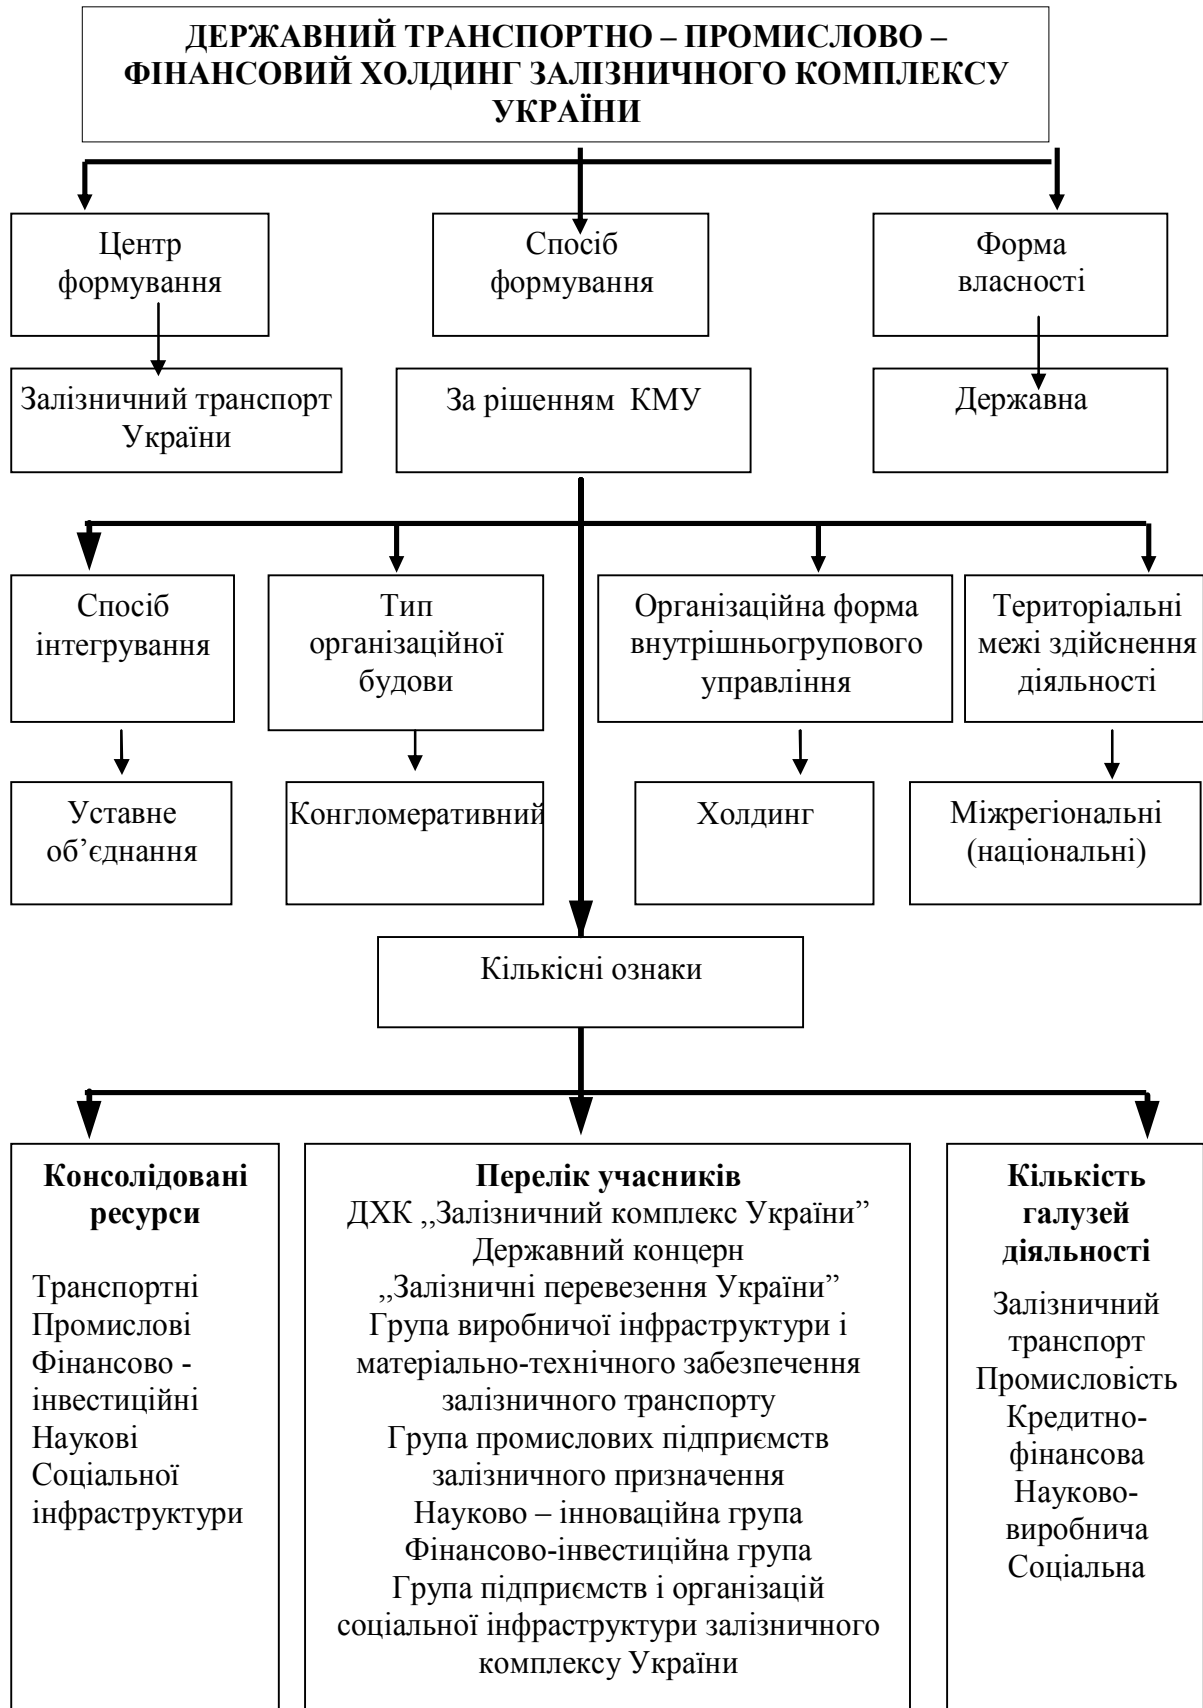 ДЕРЖАВНИЙ ТРАНСПОРТНО – ПРОМИСЛОВО –
ФІНАНСОВИЙ ХОЛДИНГ ЗАЛІЗНИЧНОГО КОМПЛЕКСУ
УКРАЇНИ
Центр
формування
Спосіб
формування
Форма
власності
Залізничний транспорт
України
За рішенням КМУ
Державна
Спосіб
інтегрування
Тип
організаційної
будови
Організаційна форма
внутрішньогрупового
управління
Територіальні
межі здійснення
діяльності
Уставне
об’єднання
Конгломеративний
Холдинг
Міжрегіональні
(національні)
Кількісні ознаки
Консолідовані
ресурси
Транспортні
Промислові
Фінансово -
інвестиційні
Наукові
Соціальної
інфраструктури
Перелік учасників
ДХК „Залізничний комплекс України”
Державний концерн
„Залізничні перевезення України”
Група виробничої інфраструктури і
матеріально-технічного забезпечення
залізничного транспорту
Група промислових підприємств
залізничного призначення
Науково – інноваційна група
Фінансово-інвестиційна група
Група підприємств і організацій
соціальної інфраструктури залізничного
комплексу України
Кількість
галузей
діяльності
Залізничний
транспорт
Промисловість
Кредитно-
фінансова
Науково-
виробнича
Соціальна